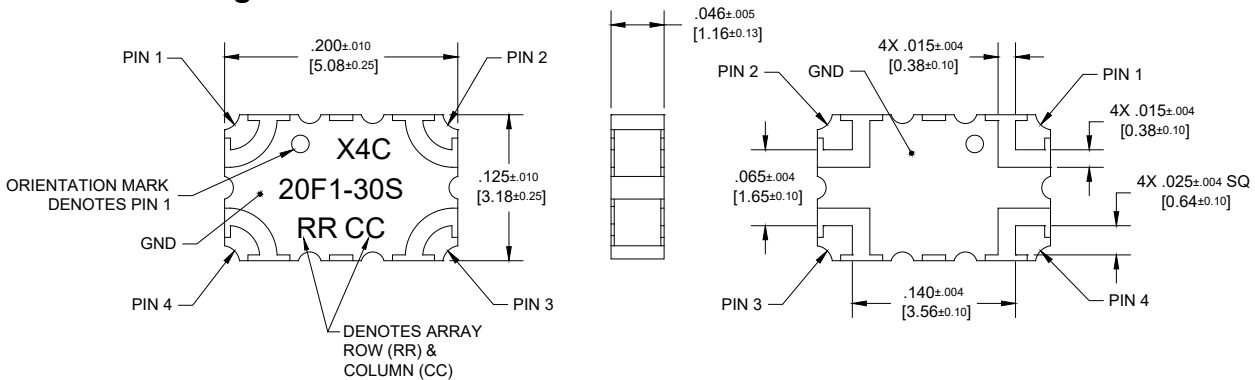 g
.200±.010
[5.08±0.25]
PIN 1
PIN 2
X4C
20F1-30S
RR CC
ORIENTATION MARK
DENOTES PIN 1
GND
PIN 4
PIN 3
DENOTES ARRAY
ROW (RR) &
COLUMN (CC)
.125±.010
[3.18±0.25]
.046±.005
[1.16±0.13]
4X .015±.004
[0.38±0.10]
PIN 2
GND
PIN 1
4X .015±.004
[0.38±0.10]
.065±.004
[1.65±0.10]
4X .025±.004 SQ
[0.64±0.10]
PIN 3
PIN 4
.140±.004
[3.56±0.10]